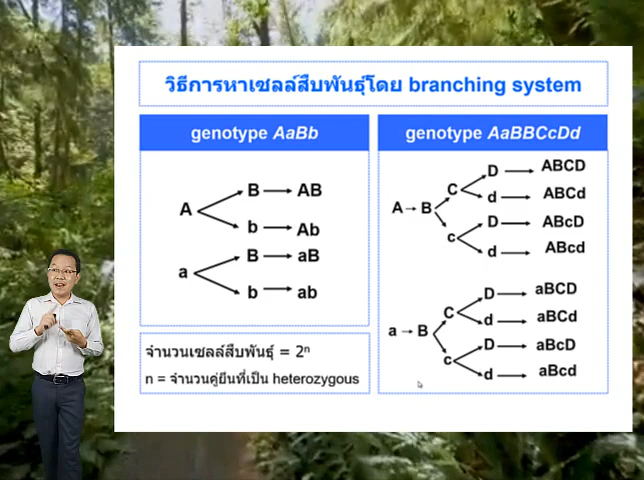 วิธีการหาเซลล์สืบพันธุ์โดย branching system
genotype AaBb
A
B
AB
b
Ab
a
B
aB
b
ab
จำนวนเซลล์สืบพันธุ์ = 2ⁿ
n = จำนวนคู่ยีนที่เป็น heterozygous
genotype AaBBCcDd
A
B
C
D
ABCD
d
ABCd
c
D
ABcD
d
ABcd
a
B
C
D
aBCD
d
aBCd
c
D
aBcD
d
aBcd